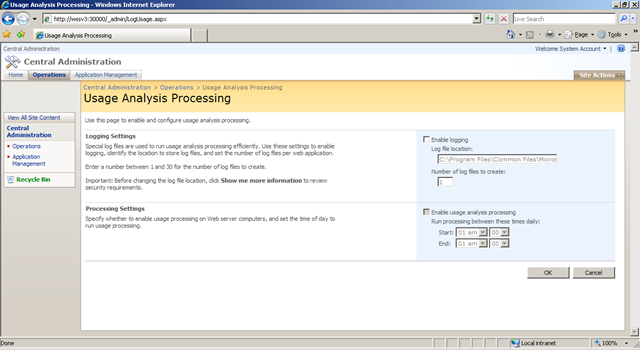 Usage Analysis Processing - Windows Internet Explorer
http://wssv3:30000/_admin/LogUsage.aspx
Live Search
Usage Analysis Processing
Page
Tools
Central Administration
Welcome System Account
Central Administration
Home
Operations
Application Management
Site Actions
Central Administration > Operations > Usage Analysis Processing
Usage Analysis Processing
View All Site Content
Central
Administration
Operations
Application
Management
Recycle Bin
Use this page to enable and configure usage analysis processing.
Logging Settings
Special log files are used to run usage analysis processing efficiently. Use these settings to enable
logging, identify the location to store log files, and set the number of log files per web application.
Enter a number between 1 and 30 for the number of log files to create.
Important: Before changing the log file location, click Show me more information to review
security requirements.
Enable logging
Log file location:
C:\Program Files\Common Files\Micros
Number of log files to create:
1
Processing Settings
Specify whether to enable usage processing on Web server computers, and set the time of day to
run usage processing.
Enable usage analysis processing
Run processing between these times daily:
Start: 01 am 00
End: 01 am 00
OK
Cancel
Done
Local intranet
100%